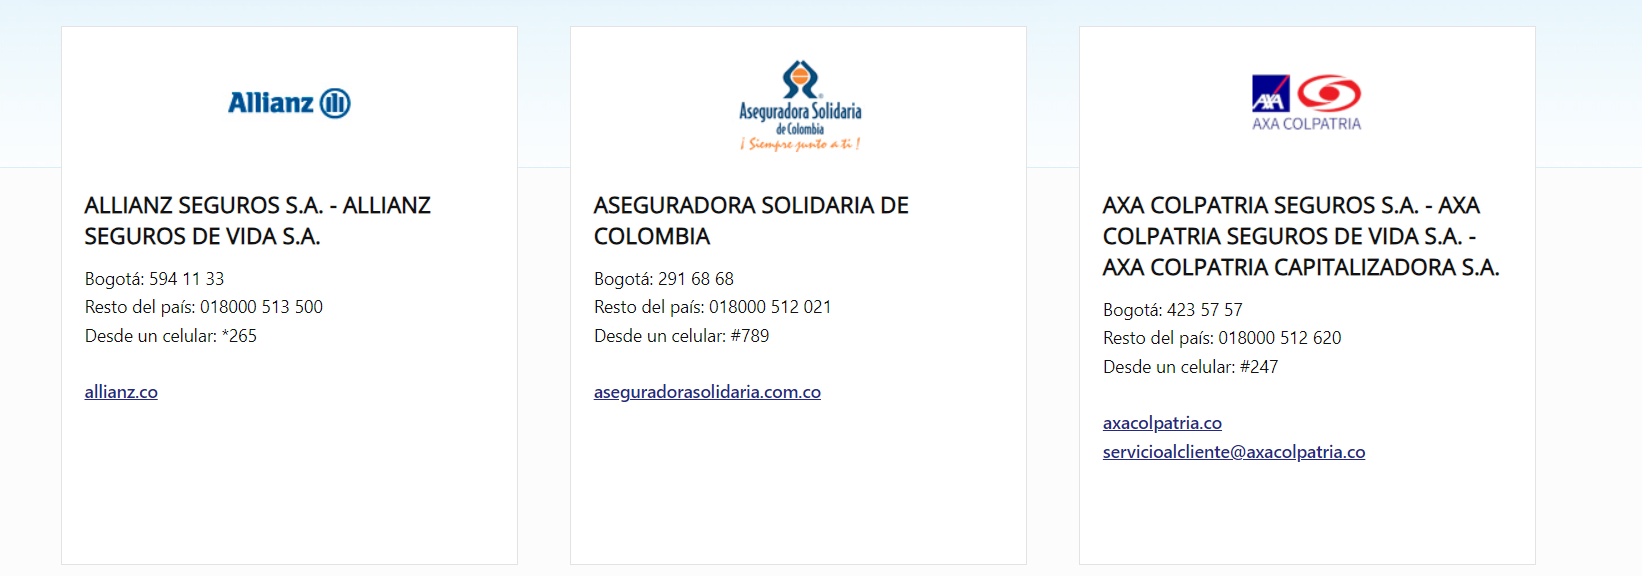 Allianz
ALLIANZ SEGUROS S.A. - ALLIANZ
SEGUROS DE VIDA S.A.
Bogotá: 594 11 33
Resto del país: 018000 513 500
Desde un celular: *265
allianz.co
Aseguradora Solidaria
de Colombia
¡ Siempre junto a ti !
ASEGURADORA SOLIDARIA DE
COLOMBIA
Bogotá: 291 68 68
Resto del país: 018000 512 021
Desde un celular: #789
aseguradorasolidaria.com.co
AXA
AXA COLPATRIA
AXA COLPATRIA SEGUROS S.A. - AXA
COLPATRIA SEGUROS DE VIDA S.A. -
AXA COLPATRIA CAPITALIZADORA S.A.
Bogotá: 423 57 57
Resto del país: 018000 512 620
Desde un celular: #247
axacolpatria.co
servicioalcliente@axacolpatria.co